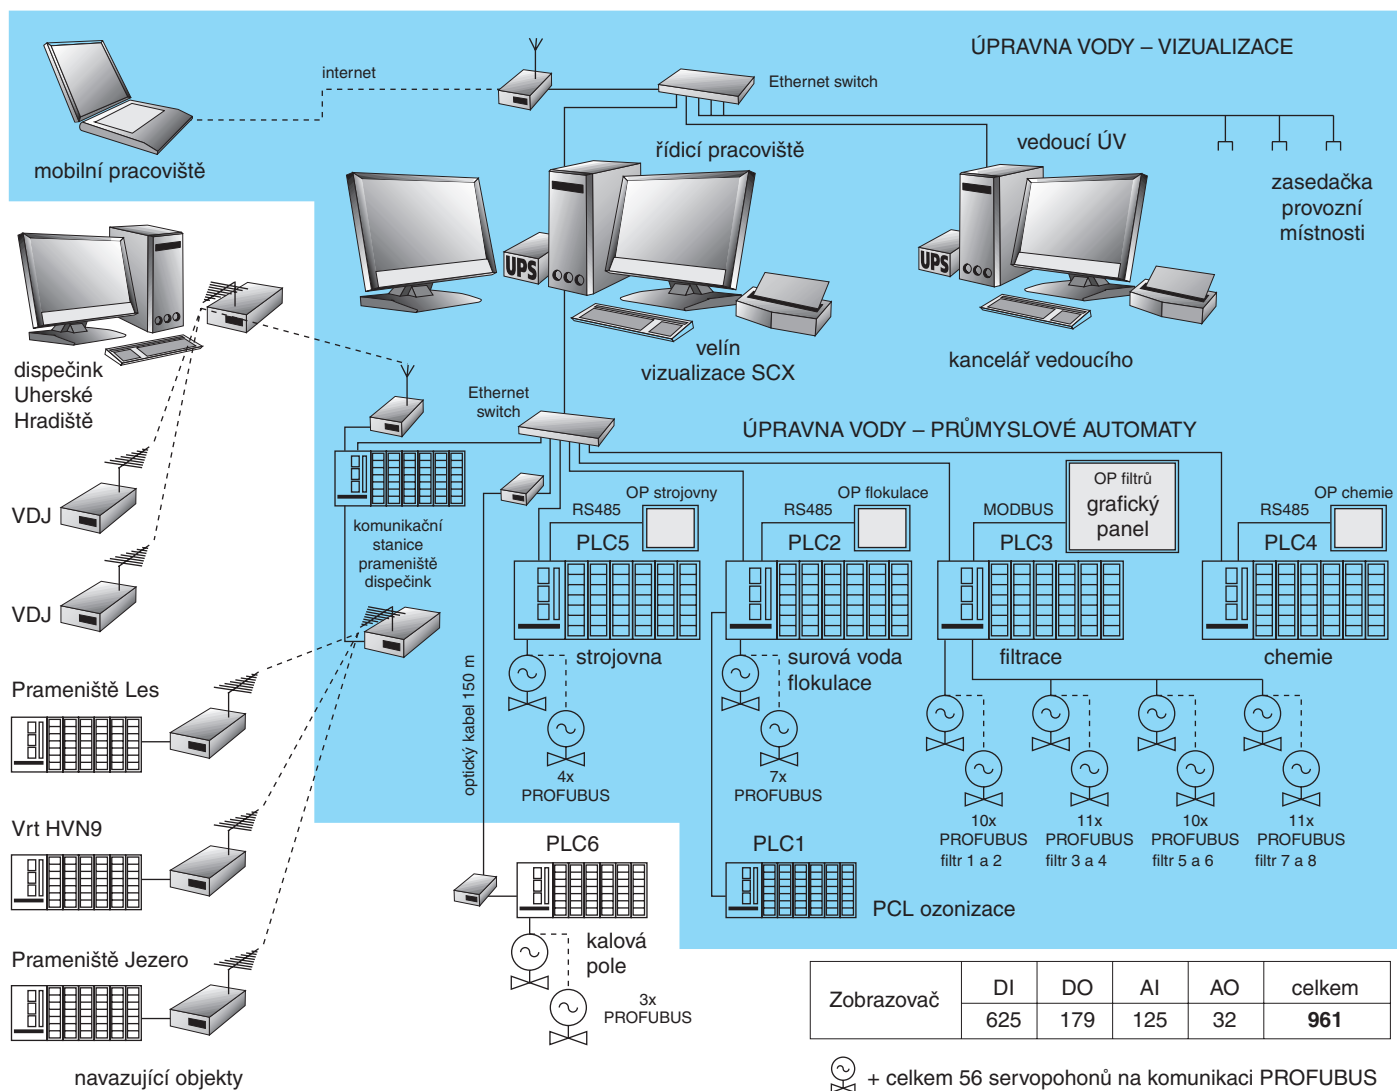 ÚPRAVNA VODY – VIZUALIZACE
internet
Ethernet switch
mobilní pracoviště
řídicí pracoviště
vedoucí ÚV
zasedačka
provozní
místnosti
UPS
UPS
velín
vizualizace SCX
kancelář vedoucího
dispečink
Uherské
Hradiště
Ethernet
switch
ÚPRAVNA VODY – PRŮMYSLOVÉ AUTOMATY
VDJ
VDJ
komunikační
stanice
prameniště
dispečink
OP strojovny
RS485
PLC5
strojovna
4x
PROFUBUS
OP flokulace
RS485
PLC2
surová voda
flokulace
7x
PROFUBUS
OP filtrů
grafický
panel
MODBUS
PLC3
filtrace
10x
PROFUBUS
filtr 1 a 2
11x
PROFUBUS
filtr 3 a 4
10x
PROFUBUS
filtr 5 a 6
11x
PROFUBUS
filtr 7 a 8
OP chemie
RS485
PLC4
chemie
optický kabel 150 m
Prameniště Les
Vrt HVN9
Prameniště Jezero
navazující objekty
PLC6
kalová
pole
3x
PROFUBUS
PLC1
PCL ozonizace
Zobrazovač DI DO AI AO celkem
625 179 125 32 961
+ celkem 56 servopohonů na komunikaci PROFUBUS